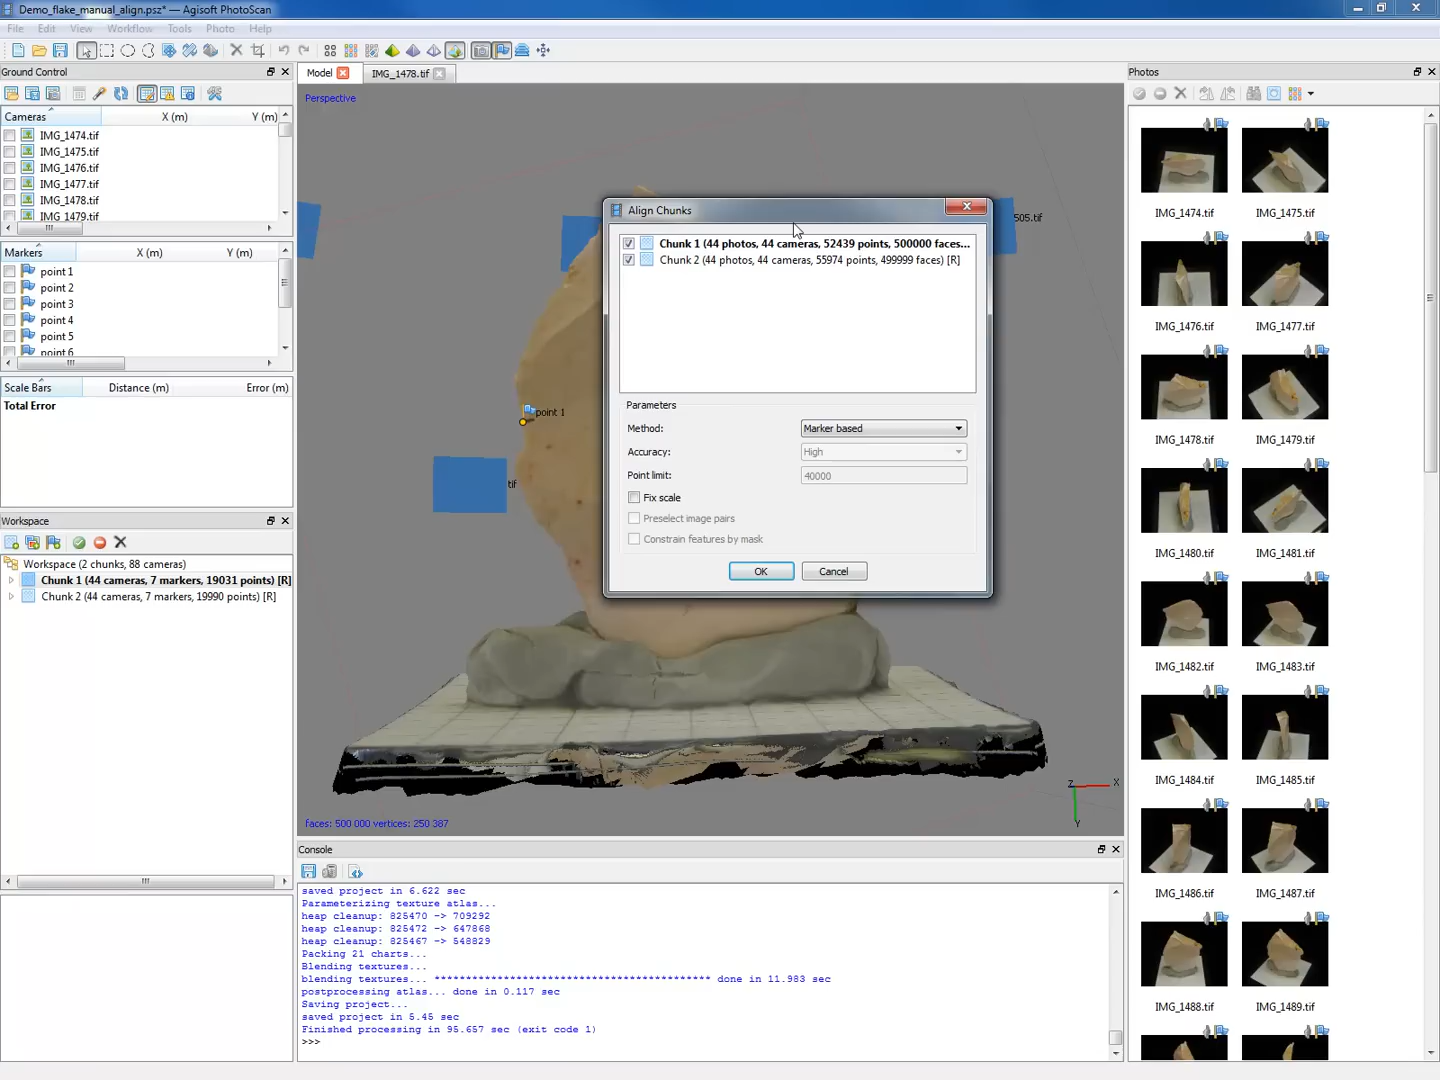 Demo_flake_manual_align.psz* — Agisoft PhotoScan
File Edit View Workflow Tools Photo Help
Ground Control
Cameras X (m) Y (m)
IMG_1474.tif
IMG_1475.tif
IMG_1476.tif
IMG_1477.tif
IMG_1478.tif
IMG_1479.tif
Markers X (m) Y (m)
point 1
point 2
point 3
point 4
point 5
point 6
Scale Bars Distance (m) Error (m)
Total Error
Workspace
Workspace (2 chunks, 88 cameras)
Chunk 1 (44 cameras, 7 markers, 19031 points) [R]
Chunk 2 (44 cameras, 7 markers, 19990 points) [R]
Model IMG_1478.tif
Perspective
505.tif
point 1
tif
Align Chunks
Chunk 1 (44 photos, 44 cameras, 52439 points, 500000 faces...
Chunk 2 (44 photos, 44 cameras, 55974 points, 499999 faces) [R]
Parameters
Method: Marker based
Accuracy: High
Point limit: 40000
Fix scale
Preselect image pairs
Constrain features by mask
OK Cancel
Z X
Y
faces: 500 000 vertices: 250 387
Console
saved project in 6.622 sec
Parameterizing texture atlas...
heap cleanup: 825470 -> 709292
heap cleanup: 825472 -> 647868
heap cleanup: 825467 -> 548829
Packing 21 charts...
Blending textures...
blending textures... ******************************************* done in 11.983 sec
postprocessing atlas... done in 0.117 sec
Saving project...
saved project in 5.45 sec
Finished processing in 95.657 sec (exit code 1)
>>>
Photos
IMG_1474.tif IMG_1475.tif
IMG_1476.tif IMG_1477.tif
IMG_1478.tif IMG_1479.tif
IMG_1480.tif IMG_1481.tif
IMG_1482.tif IMG_1483.tif
IMG_1484.tif IMG_1485.tif
IMG_1486.tif IMG_1487.tif
IMG_1488.tif IMG_1489.tif